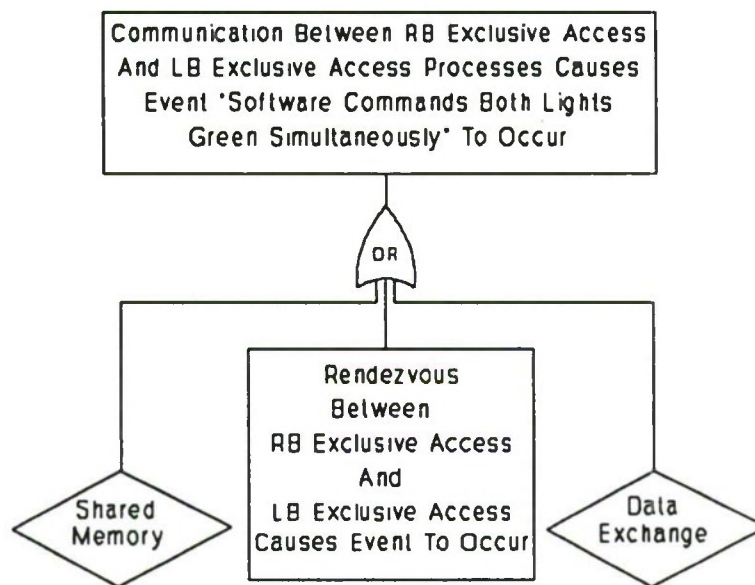 Communication Between RB Exclusive Access
And LB Exclusive Access Processes Causes
Event "Software Commands Both Lights
Green Simultaneously" To Occur
OR
Rendezvous
Between
RB Exclusive Access
And
LB Exclusive Access
Causes Event To Occur
Shared
Memory
Data
Exchange